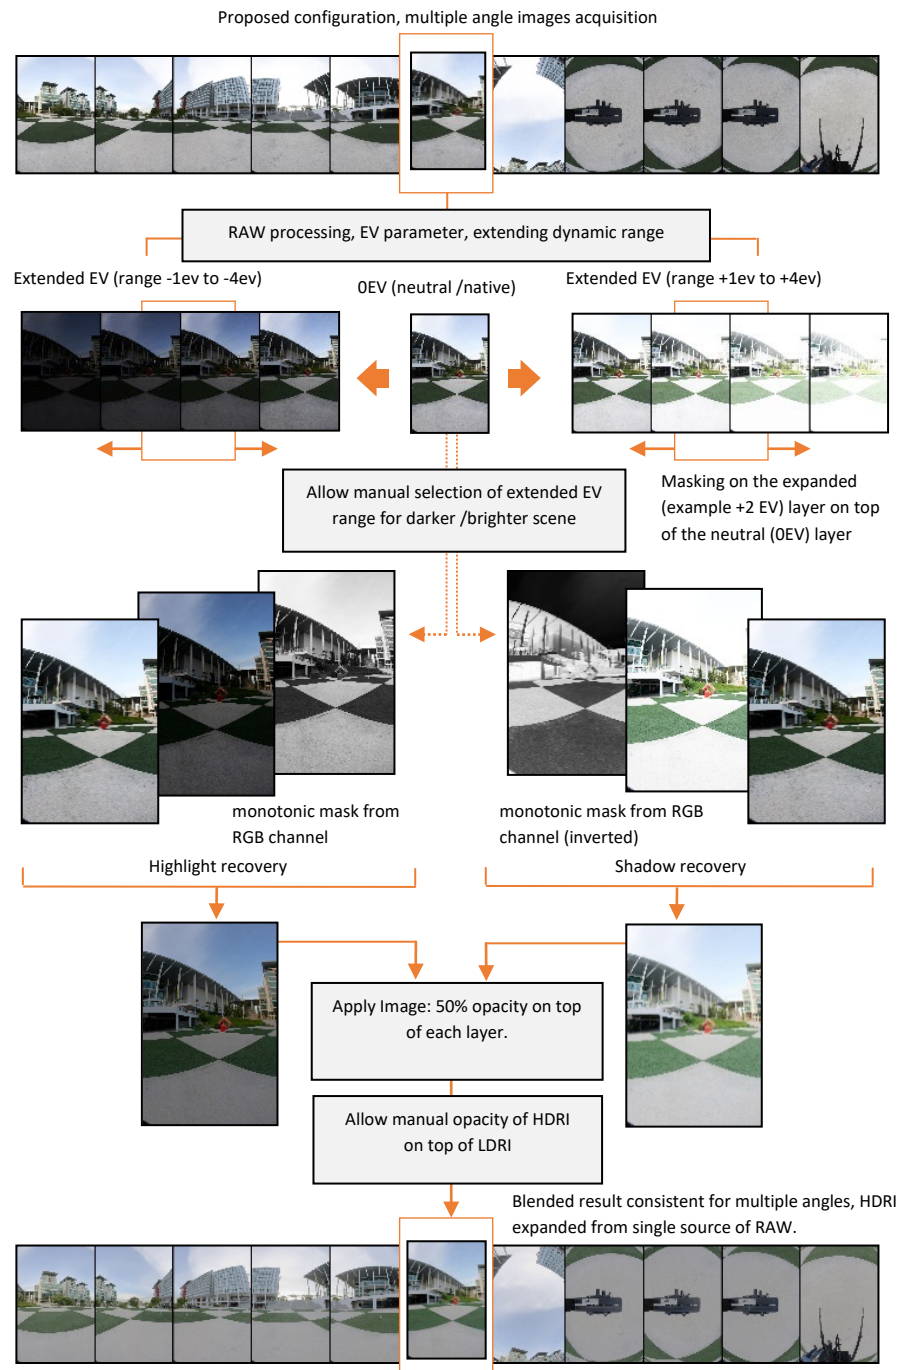 Proposed configuration, multiple angle images acquisition
RAW processing, EV parameter, extending dynamic range
Extended EV (range -1ev to -4ev)
0EV (neutral /native)
Extended EV (range +1ev to +4ev)
Allow manual selection of extended EV
range for darker /brighter scene
Masking on the expanded
(example +2 EV) layer on top
of the neutral (0EV) layer
monotonic mask from
RGB channel
monotonic mask from RGB
channel (inverted)
Highlight recovery
Shadow recovery
Apply Image: 50% opacity on top
of each layer.
Allow manual opacity of HDRI
on top of LDRI
Blended result consistent for multiple angles, HDRI
expanded from single source of RAW.